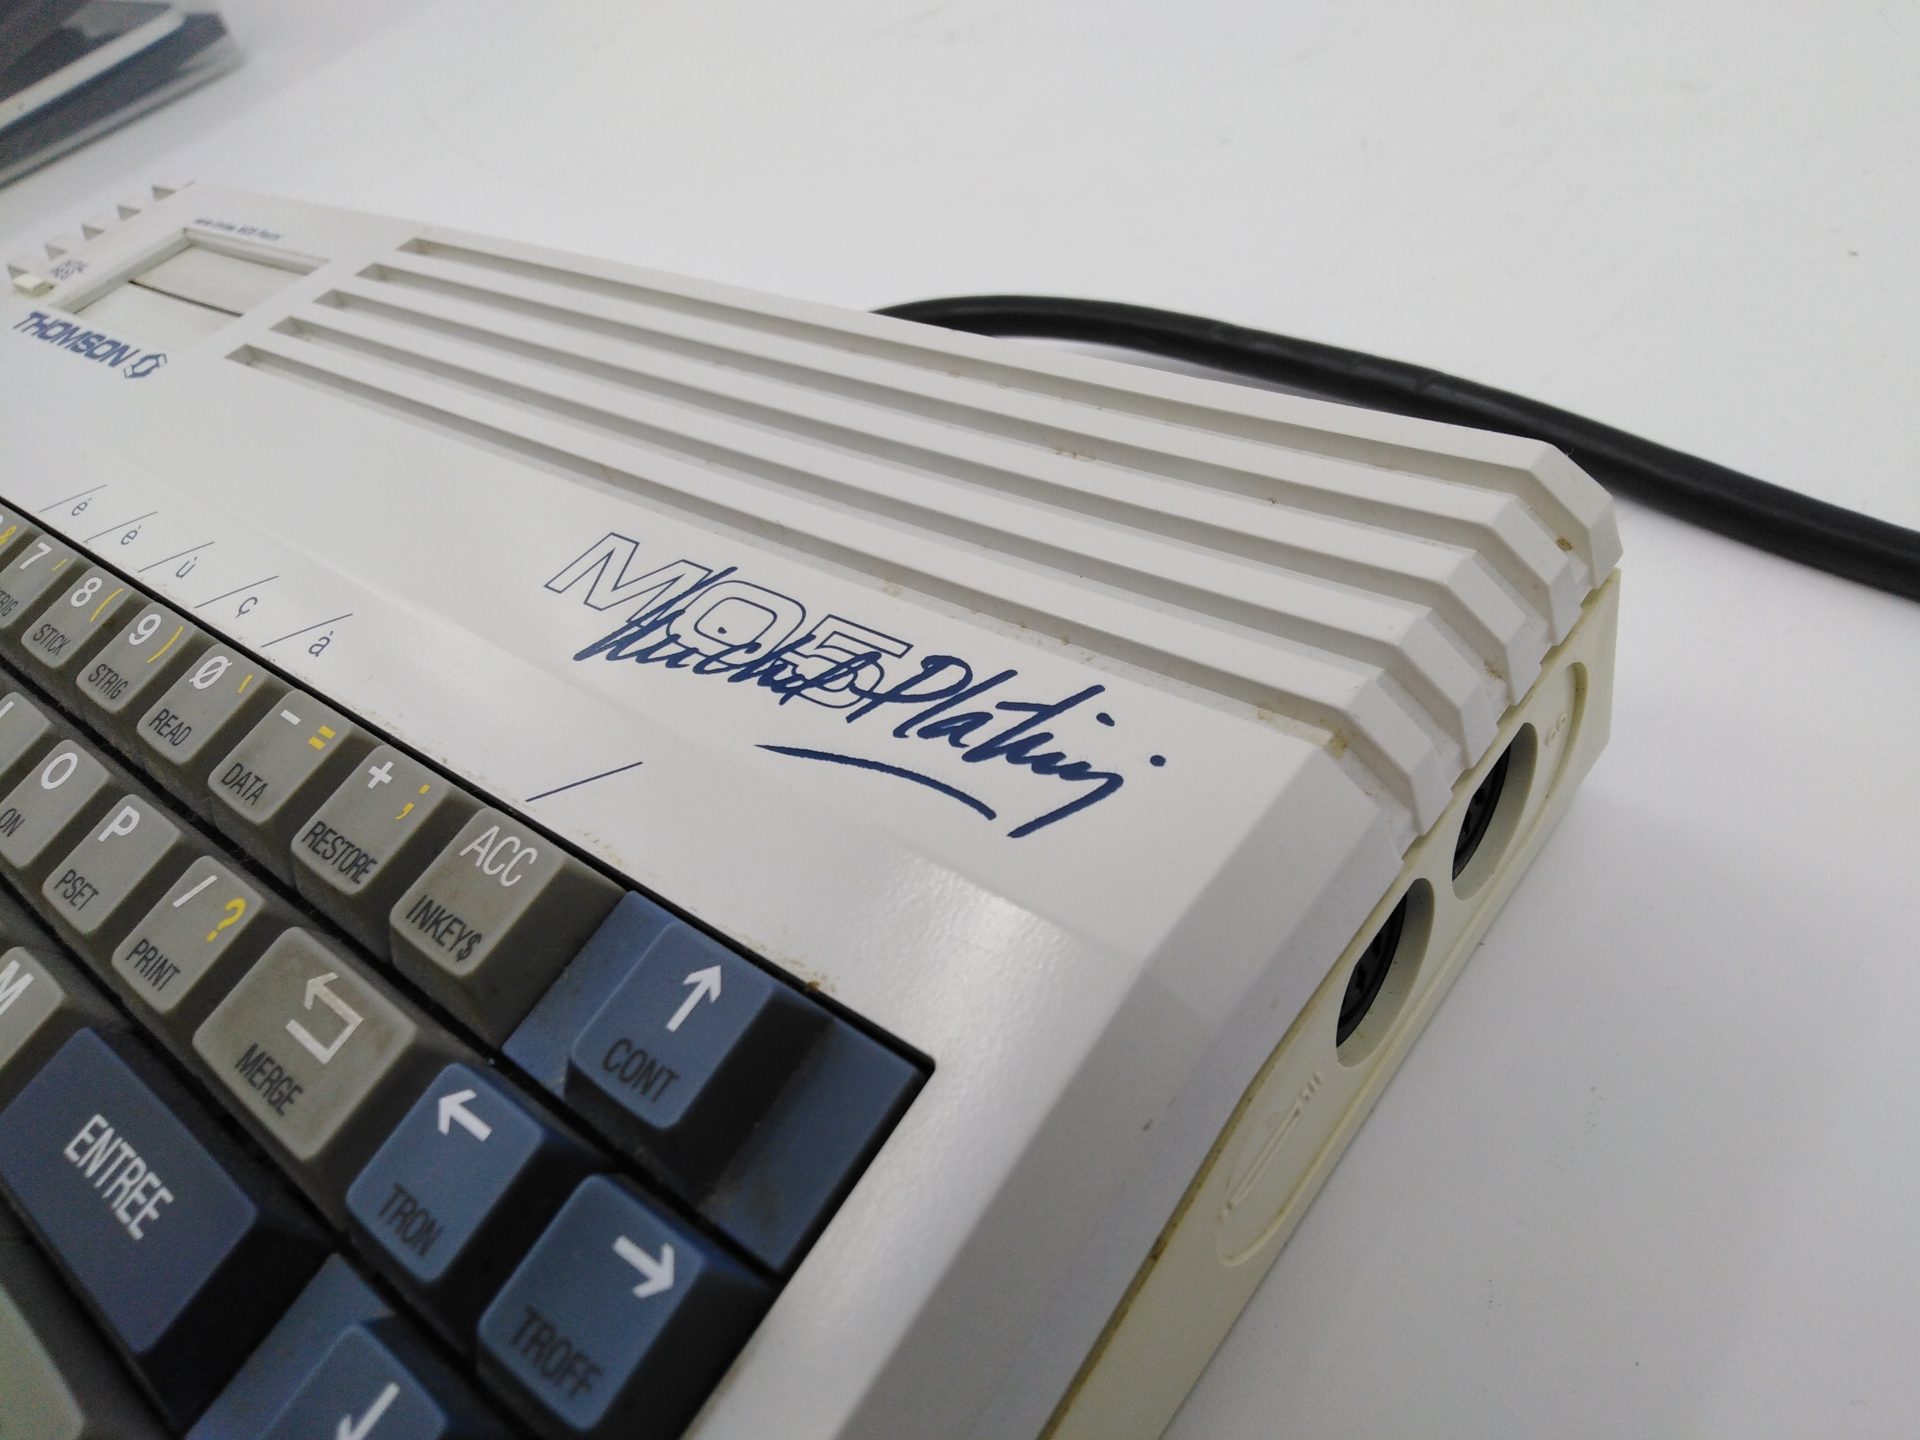 THOMSON
MO5
Michel Platini
é / è / ù / ç / à /
7 '
8 ( STICK
9 ) STRIG
0 READ
- = DATA
+ ; RESTORE
ACC INKEY$
O ON
P PSET
/ ? PRINT
MERGE
↑ CONT
M
ENTREE
← TRON
→ TROFF